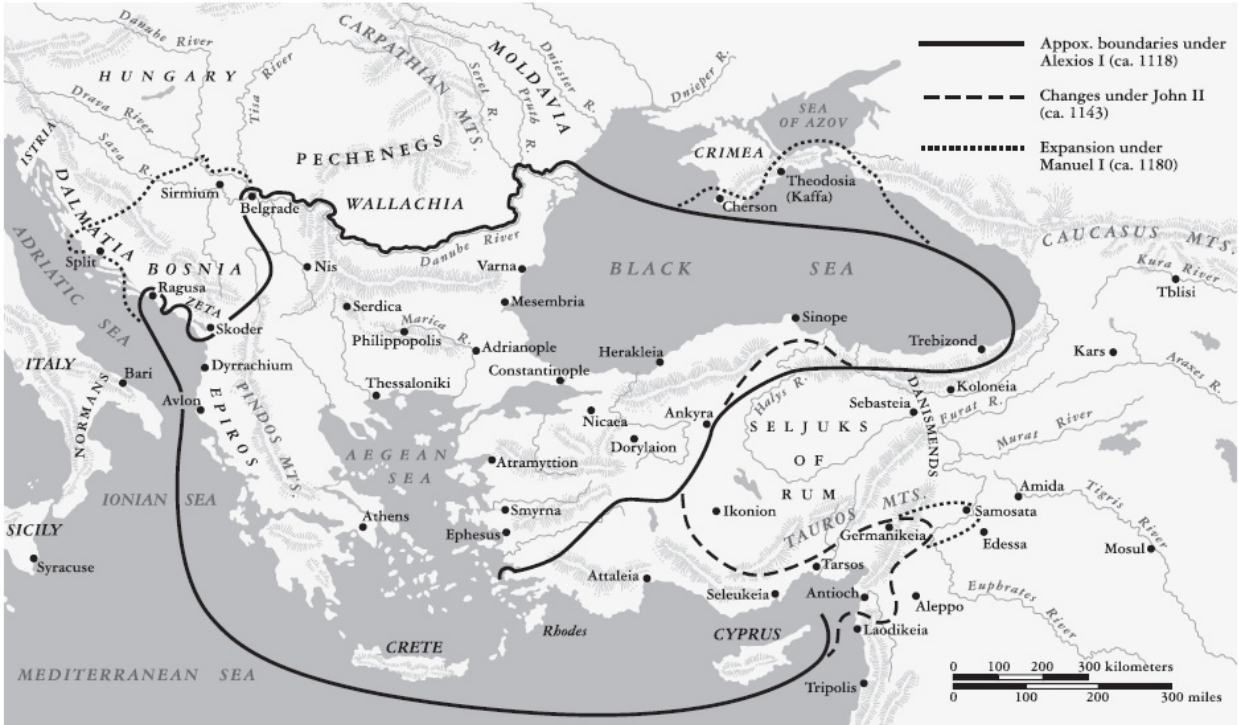 Danube River
HUNGARY
Drava River
Sava R.
Tisa River
CARPATHIAN MTS.
MOLDAVIA
Seret R.
Pruth R.
Dniester R.
Dnieper R.
SEA
OF AZOV
CRIMEA
Theodosia
(Kaffa)
Cherson
Appox. boundaries under
Alexios I (ca. 1118)
Changes under John II
(ca. 1143)
Expansion under
Manuel I (ca. 1180)
ISTRIA
DALMATIA
PECHENEGS
Sirmium
Belgrade
WALLACHIA
Danube River
ADRIATIC SEA
Split
BOSNIA
Ragusa
ZETA
Skoder
Nis
Varna
BLACK SEA
CAUCASUS MTS.
Kura River
Tblisi
Serdica
Mesembria
Philippopolis
Marica R.
Adrianople
Sinope
Trebizond
Kars
Araxes R.
ITALY
Bari
NORMANS
Dyrrachium
Constantinople
Herakleia
Thessaloniki
Avlon
EPIROS
PINDOS MTS.
Nicaea
Ankyra
Halys R.
Dorylaion
Koloneia
Sebasteia
Furat R.
DANISMENDS
Murat River
SELJUKS
OF
RUM
AEGEAN
SEA
Atramyttion
IONIAN SEA
Smyrna
Ephesus
Athens
Ikonion
TAUROS MTS.
Germanikeia
Samosata
Amida
Tigris River
Edessa
Mosul
SICILY
Syracuse
Attaleia
Tarsos
Seleukeia
Antioch
Aleppo
Euphrates River
Laodikeia
Rhodes
CRETE
CYPRUS
Tripolis
MEDITERRANEAN SEA
0 100 200 300 kilometers
0 100 200 300 miles